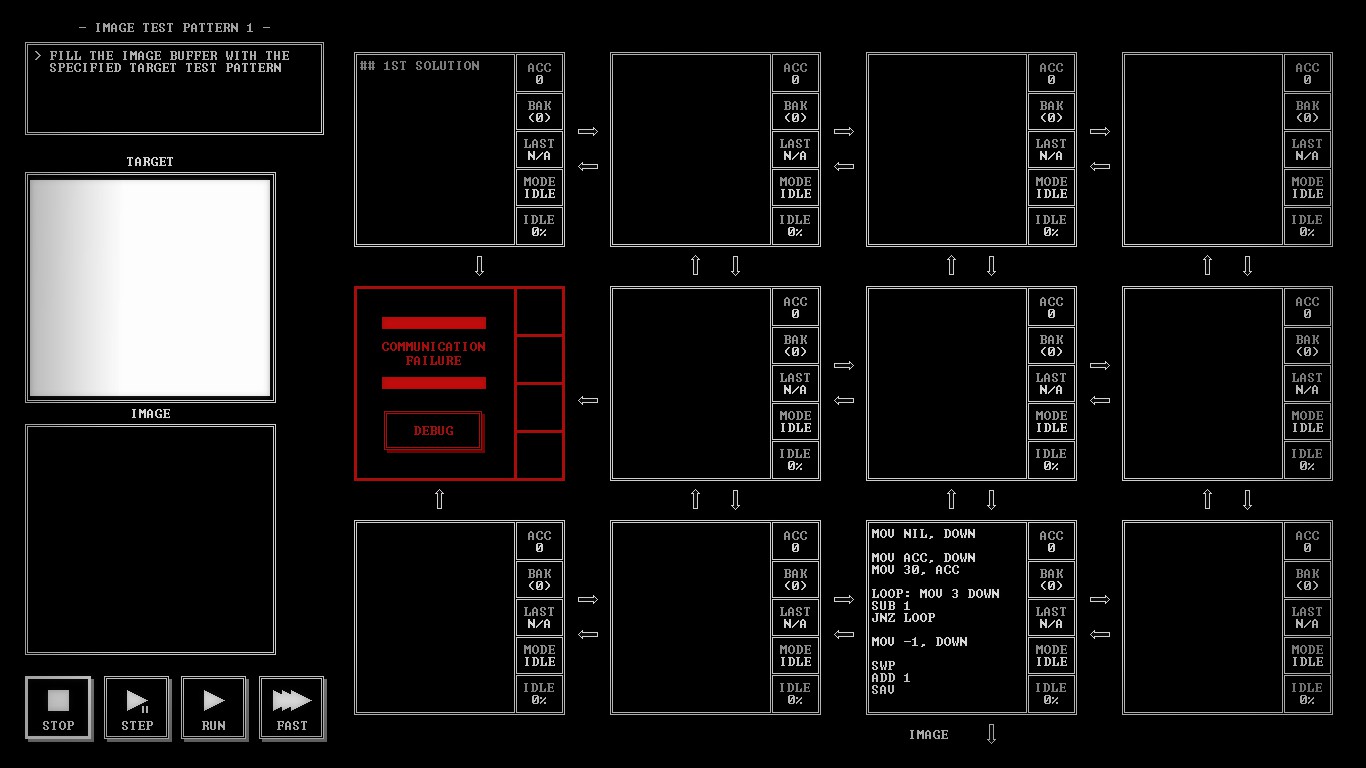 - IMAGE TEST PATTERN 1 -
> FILL THE IMAGE BUFFER WITH THE
SPECIFIED TARGET TEST PATTERN
TARGET
IMAGE
STOP
STEP
RUN
FAST
## 1ST SOLUTION
ACC
0
BAK
(0)
LAST
N/A
MODE
IDLE
IDLE
0%
ACC
0
BAK
(0)
LAST
N/A
MODE
IDLE
IDLE
0%
ACC
0
BAK
(0)
LAST
N/A
MODE
IDLE
IDLE
0%
ACC
0
BAK
(0)
LAST
N/A
MODE
IDLE
IDLE
0%
COMMUNICATION
FAILURE
DEBUG
ACC
0
BAK
(0)
LAST
N/A
MODE
IDLE
IDLE
0%
ACC
0
BAK
(0)
LAST
N/A
MODE
IDLE
IDLE
0%
ACC
0
BAK
(0)
LAST
N/A
MODE
IDLE
IDLE
0%
ACC
0
BAK
(0)
LAST
N/A
MODE
IDLE
IDLE
0%
ACC
0
BAK
(0)
LAST
N/A
MODE
IDLE
IDLE
0%
MOV NIL, DOWN
MOV ACC, DOWN
MOV 30, ACC
LOOP: MOV 3 DOWN
SUB 1
JNZ LOOP
MOV -1, DOWN
SWP
ADD 1
SAV
ACC
0
BAK
(0)
LAST
N/A
MODE
IDLE
IDLE
0%
ACC
0
BAK
(0)
LAST
N/A
MODE
IDLE
IDLE
0%
IMAGE